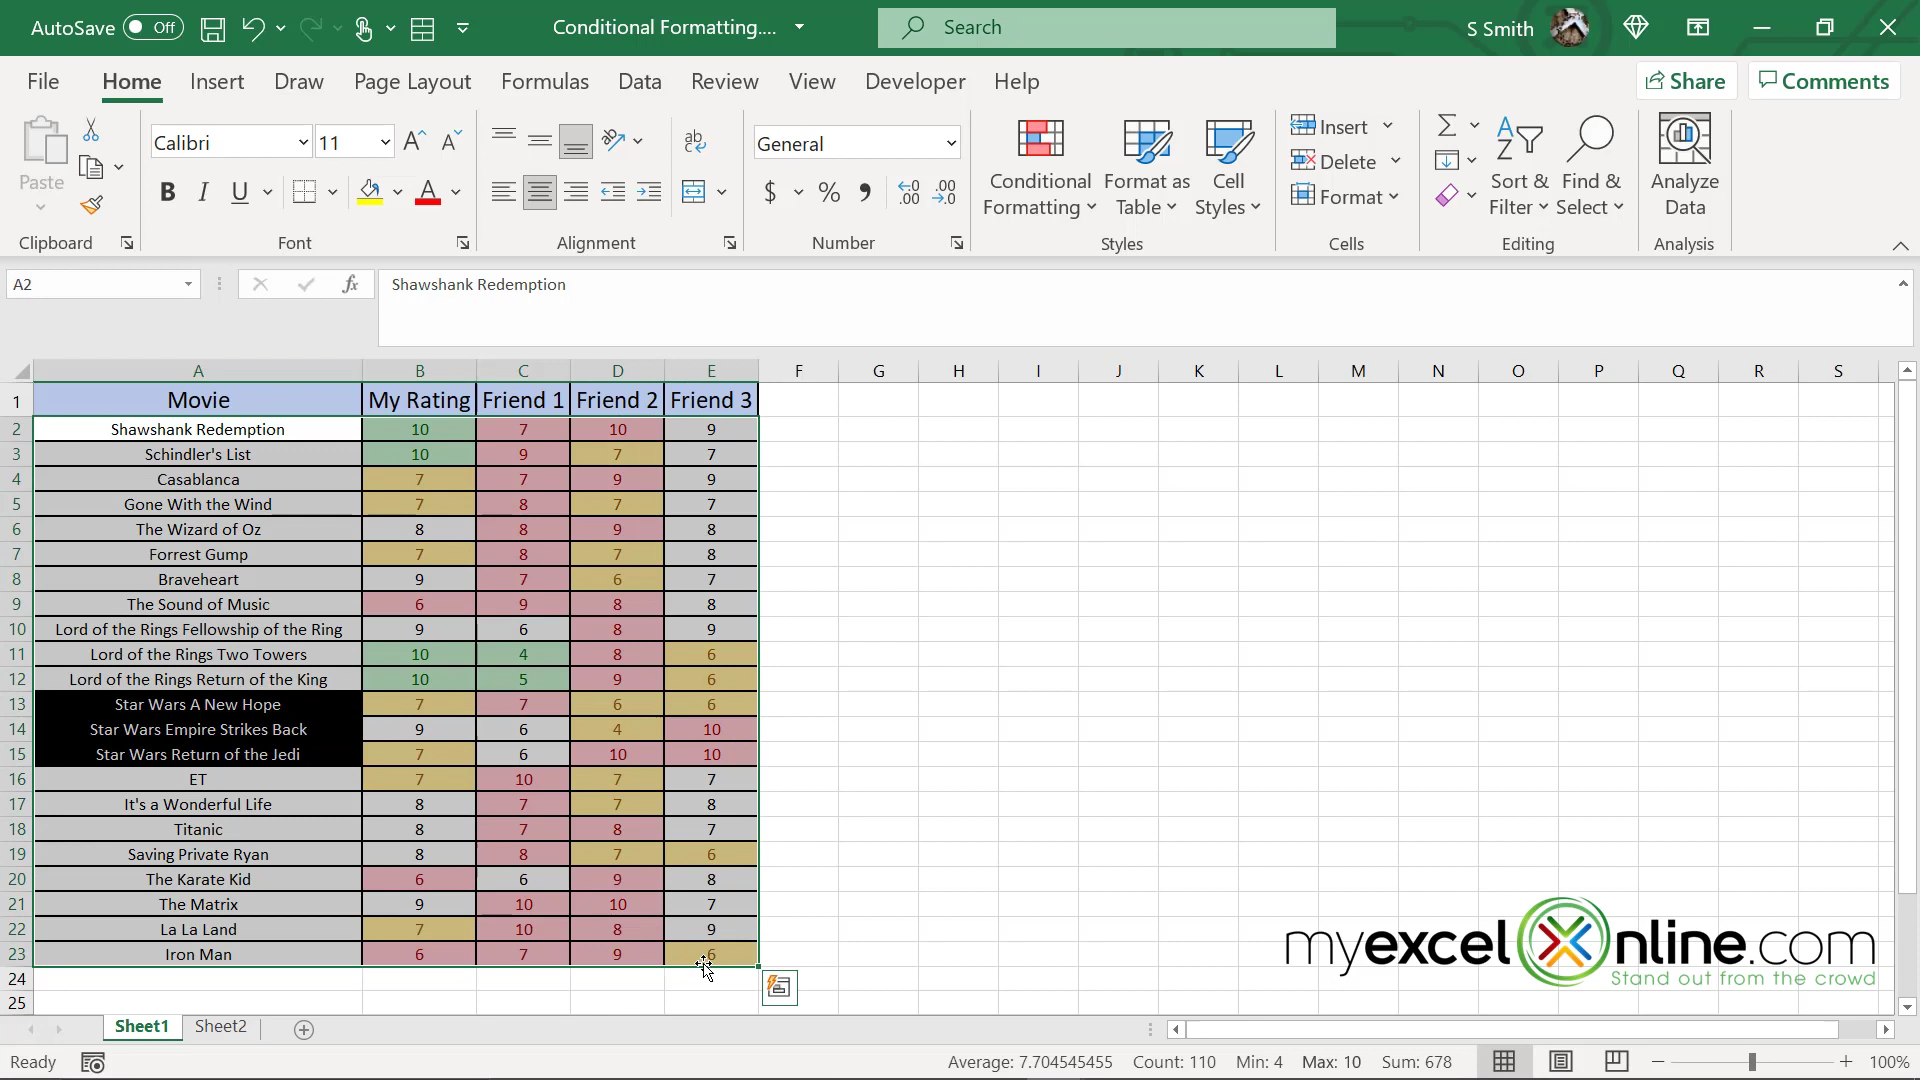 AutoSave Off Conditional Formatting.... Search S Smith
File Home Insert Draw Page Layout Formulas Data Review View Developer Help Share Comments
Paste Calibri 11 General Conditional Formatting Format as Table Cell Styles Insert Delete Format Sort & Filter Find & Select Analyze Data
Clipboard Font Alignment Number Styles Cells Editing Analysis
A2 fx Shawshank Redemption
A B C D E F G H I J K L M N O P Q R S
1 Movie My Rating Friend 1 Friend 2 Friend 3
2 Shawshank Redemption 10 7 10 9
3 Schindler's List 10 9 7 7
4 Casablanca 7 7 9 9
5 Gone With the Wind 7 8 7 7
6 The Wizard of Oz 8 8 9 8
7 Forrest Gump 7 8 7 8
8 Braveheart 9 7 6 7
9 The Sound of Music 6 9 8 8
10 Lord of the Rings Fellowship of the Ring 9 6 8 9
11 Lord of the Rings Two Towers 10 4 8 6
12 Lord of the Rings Return of the King 10 5 9 6
13 Star Wars A New Hope 7 7 6 6
14 Star Wars Empire Strikes Back 9 6 4 10
15 Star Wars Return of the Jedi 7 6 10 10
16 ET 7 10 7 7
17 It's a Wonderful Life 8 7 7 8
18 Titanic 8 7 8 7
19 Saving Private Ryan 8 8 7 6
20 The Karate Kid 6 6 9 8
21 The Matrix 9 10 10 7
22 La La Land 7 10 8 9
23 Iron Man 6 7 9 6
24
25
myexcelOnline.com
Stand out from the crowd
Sheet1 Sheet2
Ready Average: 7.704545455 Count: 110 Min: 4 Max: 10 Sum: 678 100%